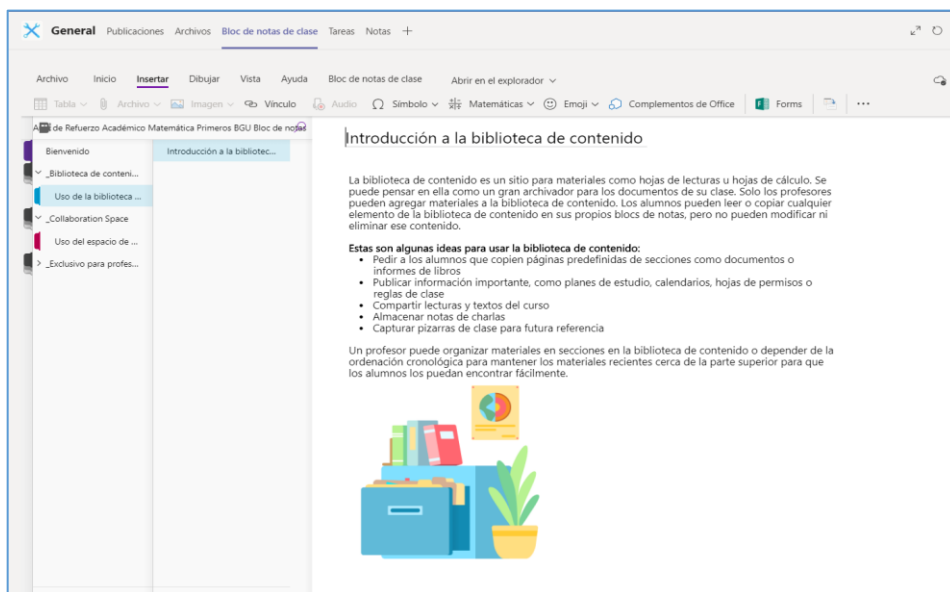 General Publicaciones Archivos Bloc de notas de clase Tareas Notas +
Archivo Inicio Insertar Dibujar Vista Ayuda Bloc de notas de clase Abrir en el explorador
Tabla Archivo Imagen Vínculo Audio Símbolo Matemáticas Emoji Complementos de Office Forms ...
de Refuerzo Académico Matemática Primeros BGU Bloc de notas
Bienvenido
_Biblioteca de conteni...
Uso de la biblioteca ...
_Collaboration Space
Uso del espacio de ...
_Exclusivo para profes...
Introducción a la bibliotec...
Introducción a la biblioteca de contenido
La biblioteca de contenido es un sitio para materiales como hojas de lecturas u hojas de cálculo. Se
puede pensar en ella como un gran archivador para los documentos de su clase. Solo los profesores
pueden agregar materiales a la biblioteca de contenido. Los alumnos pueden leer o copiar cualquier
elemento de la biblioteca de contenido en sus propios blocs de notas, pero no pueden modificar ni
eliminar ese contenido.
Estas son algunas ideas para usar la biblioteca de contenido:
• Pedir a los alumnos que copien páginas predefinidas de secciones como documentos o
informes de libros
• Publicar información importante, como planes de estudio, calendarios, hojas de permisos o
reglas de clase
• Compartir lecturas y textos del curso
• Almacenar notas de charlas
• Capturar pizarras de clase para futura referencia
Un profesor puede organizar materiales en secciones en la biblioteca de contenido o depender de la
ordenación cronológica para mantener los materiales recientes cerca de la parte superior para que
los alumnos los puedan encontrar fácilmente.